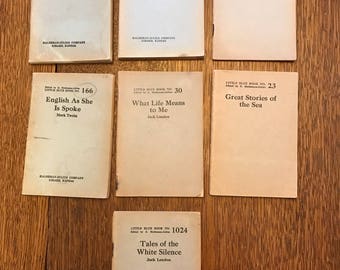 HALDEMAN-JULIUS COMPANY
GIRARD, KANSAS
HALDEMAN-JULIUS COMPANY
GIRARD, KANSAS
LITTLE BLUE BOOK NO. 166
Edited by E. Haldeman-Julius
English As She
Is Spoke
Mark Twain
HALDEMAN-JULIUS COMPANY
GIRARD, KANSAS
LITTLE BLUE BOOK NO. 30
Edited by E. Haldeman-Julius
What Life Means
to Me
Jack London
LITTLE BLUE BOOK NO. 23
Edited by E. Haldeman-Julius
Great Stories of
the Sea
LITTLE BLUE BOOK NO. 1024
Edited by E. Haldeman-Julius
Tales of the
White Silence
Jack London